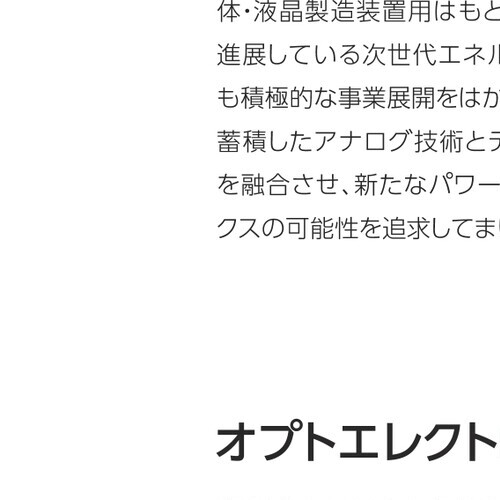 体・液晶製造装置用はもと
進展している次世代エネル
も積極的な事業展開をはか
蓄積したアナログ技術とデ
を融合させ、新たなパワー
クスの可能性を追求してま
オプトエレクト